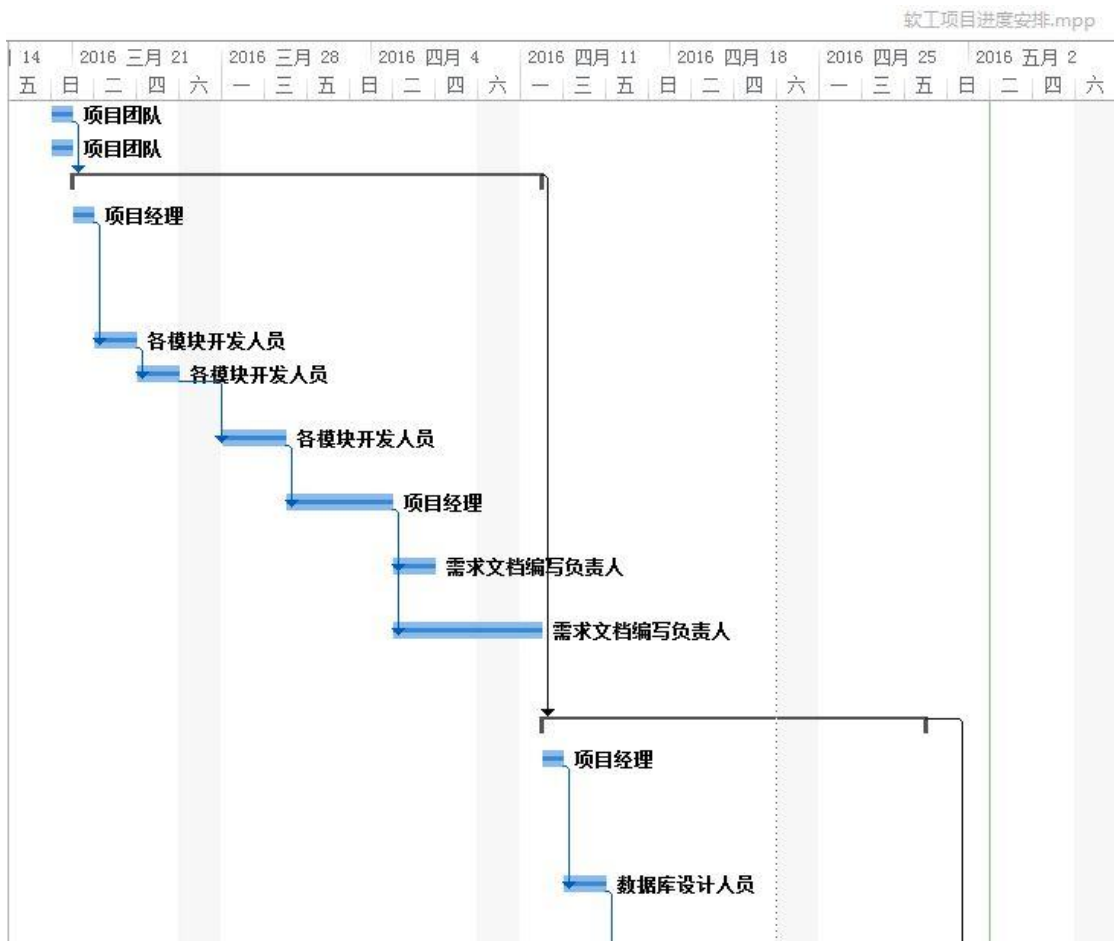 软工项目进度安排.mpp
14 2016 三月 21 2016 三月 28 2016 四月 4 2016 四月 11 2016 四月 18 2016 四月 25 2016 五月 2
五 日 二 四 六 一 三 五 日 二 四 六 一 三 五 日 二 四 六 一 三 五 日 二 四 六
项目团队
项目团队
项目经理
各模块开发人员
各模块开发人员
各模块开发人员
项目经理
需求文档编写负责人
需求文档编写负责人
项目经理
数据库设计人员